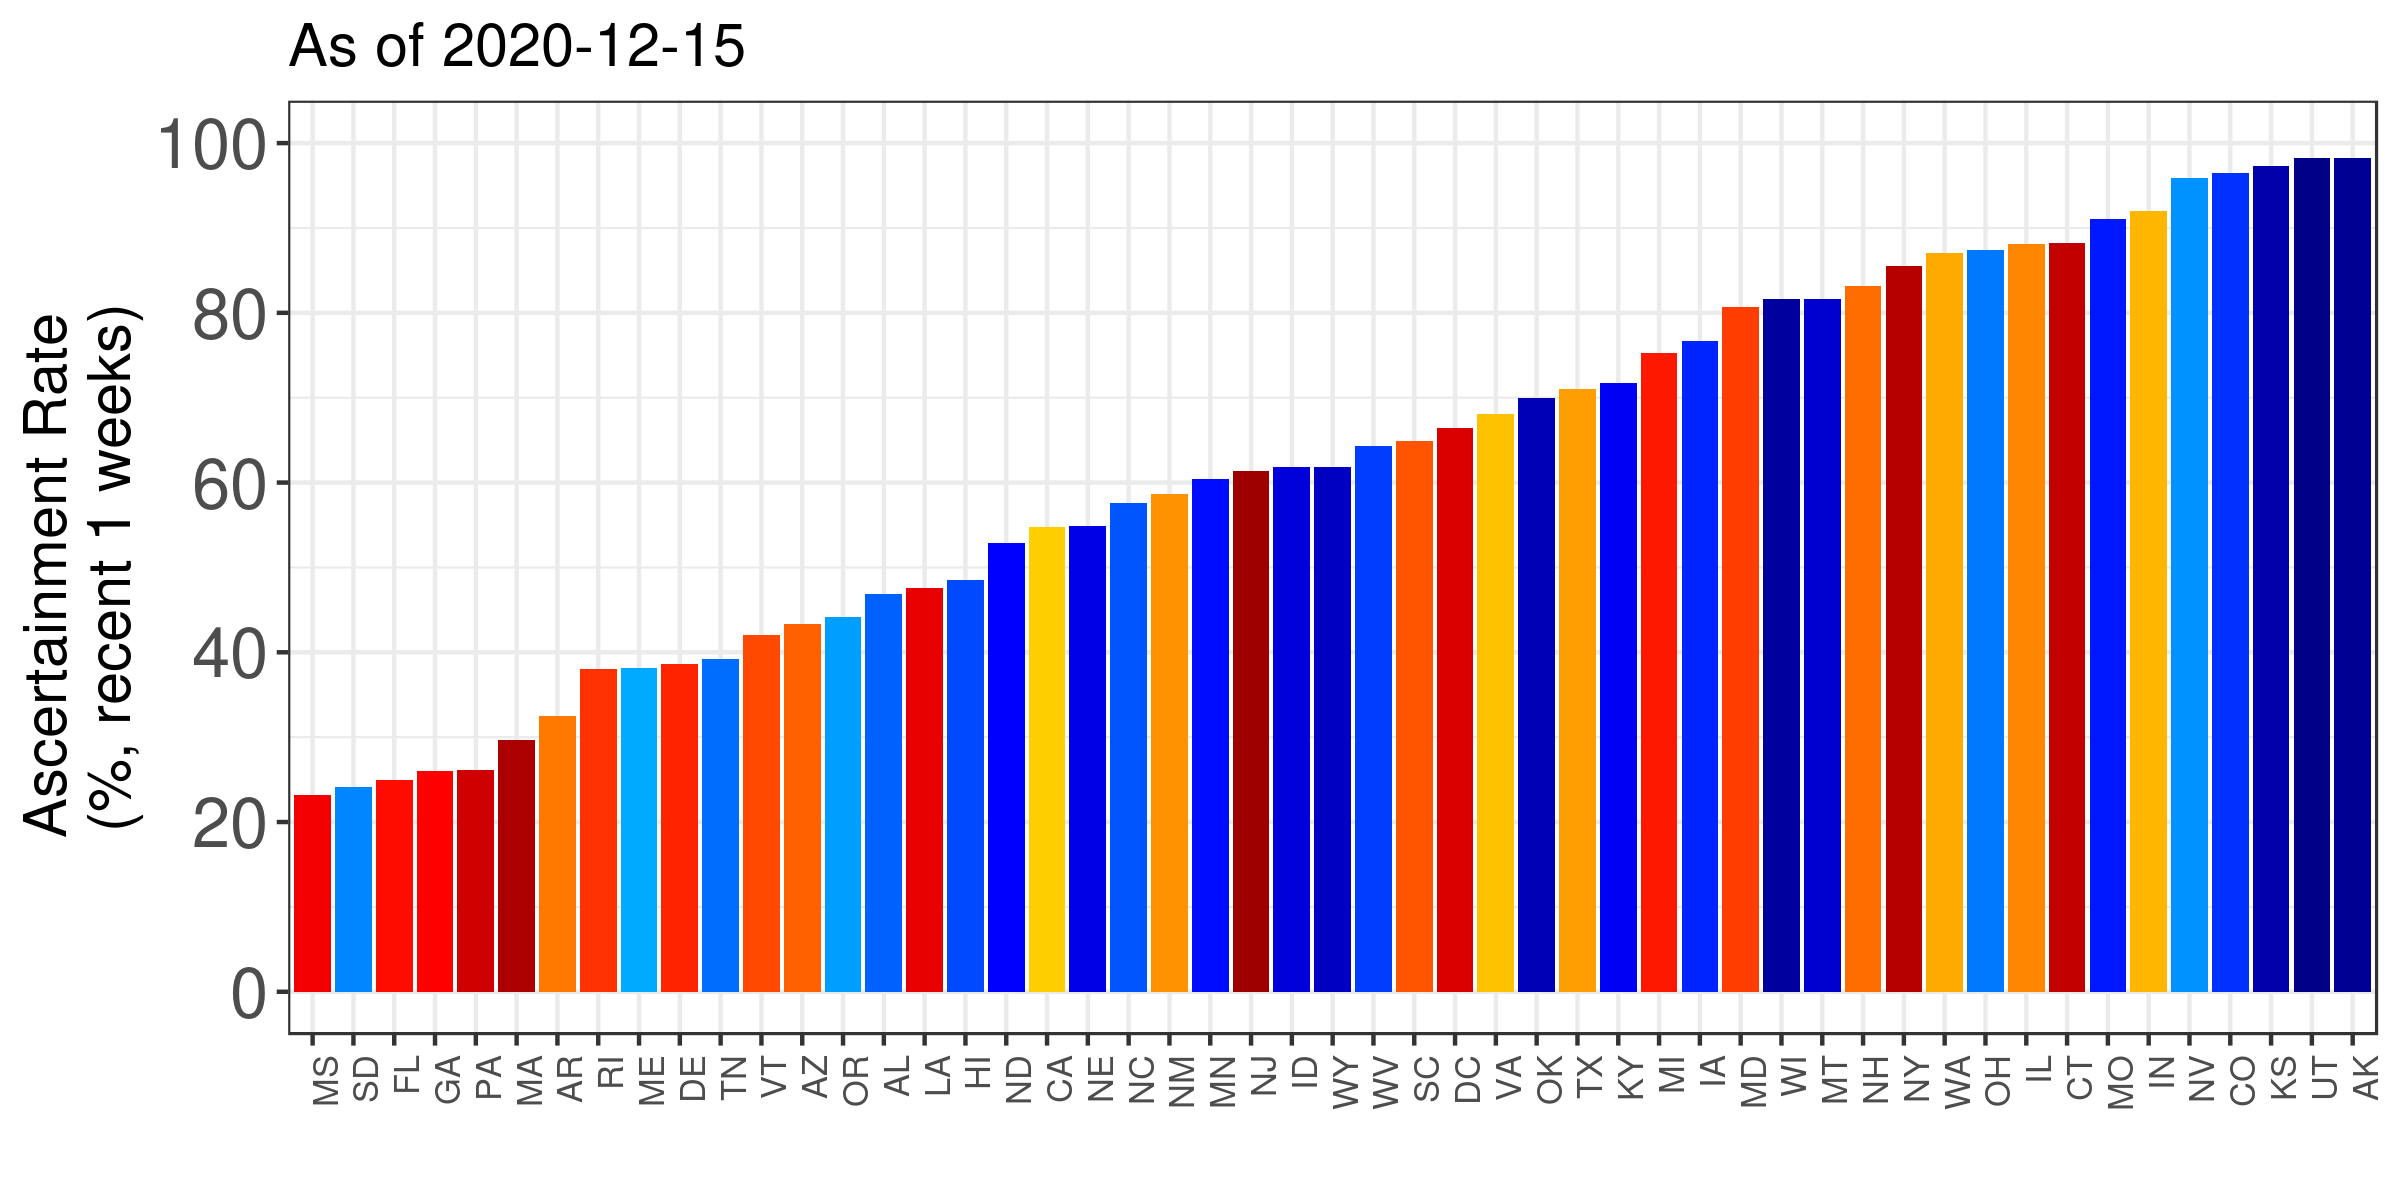 As of 2020-12-15
Ascertainment Rate
(%, recent 1 weeks)
100
80
60
40
20
0
MS SD FL GA PA MA AR RI ME DE TN VT AZ OR AL LA HI ND CA NE NC NM MN NJ ID WY WV SC DC VA OK TX KY MI IA MD WI MT NH NY WA OH IL CT MO IN NV CO KS UT AK